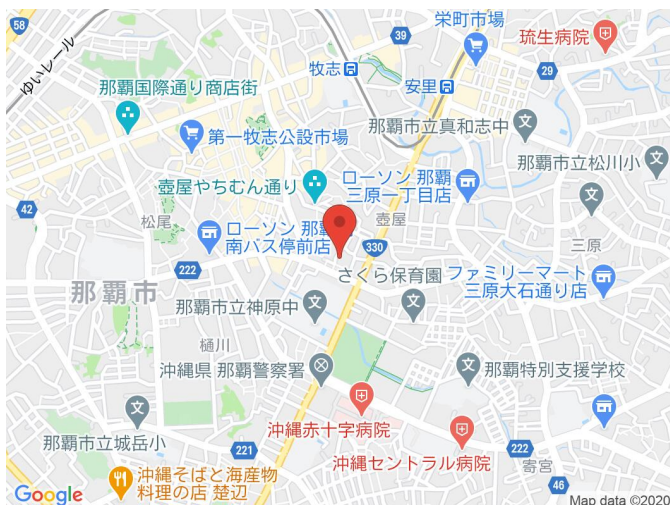 58
ゆいレール
39
栄町市場
琉生病院
牧志
安里
29
那覇国際通り商店街
第一牧志公設市場
那覇市立真和志中
那覇市立松川小
壺屋やちむん通り
ローソン 那覇
三原一丁目店
42
松尾
壺屋
三原
ローソン 那覇
南バス停前店
330
222
さくら保育園
ファミリーマート
三原大石通り店
那覇市
那覇市立神原中
樋川
沖縄県 那覇警察署
那覇特別支援学校
沖縄赤十字病院
那覇市立城岳小
221
沖縄セントラル病院
222
寄宮
沖縄そばと海産物
料理の店 楚辺
46
Google
Map data ©2020